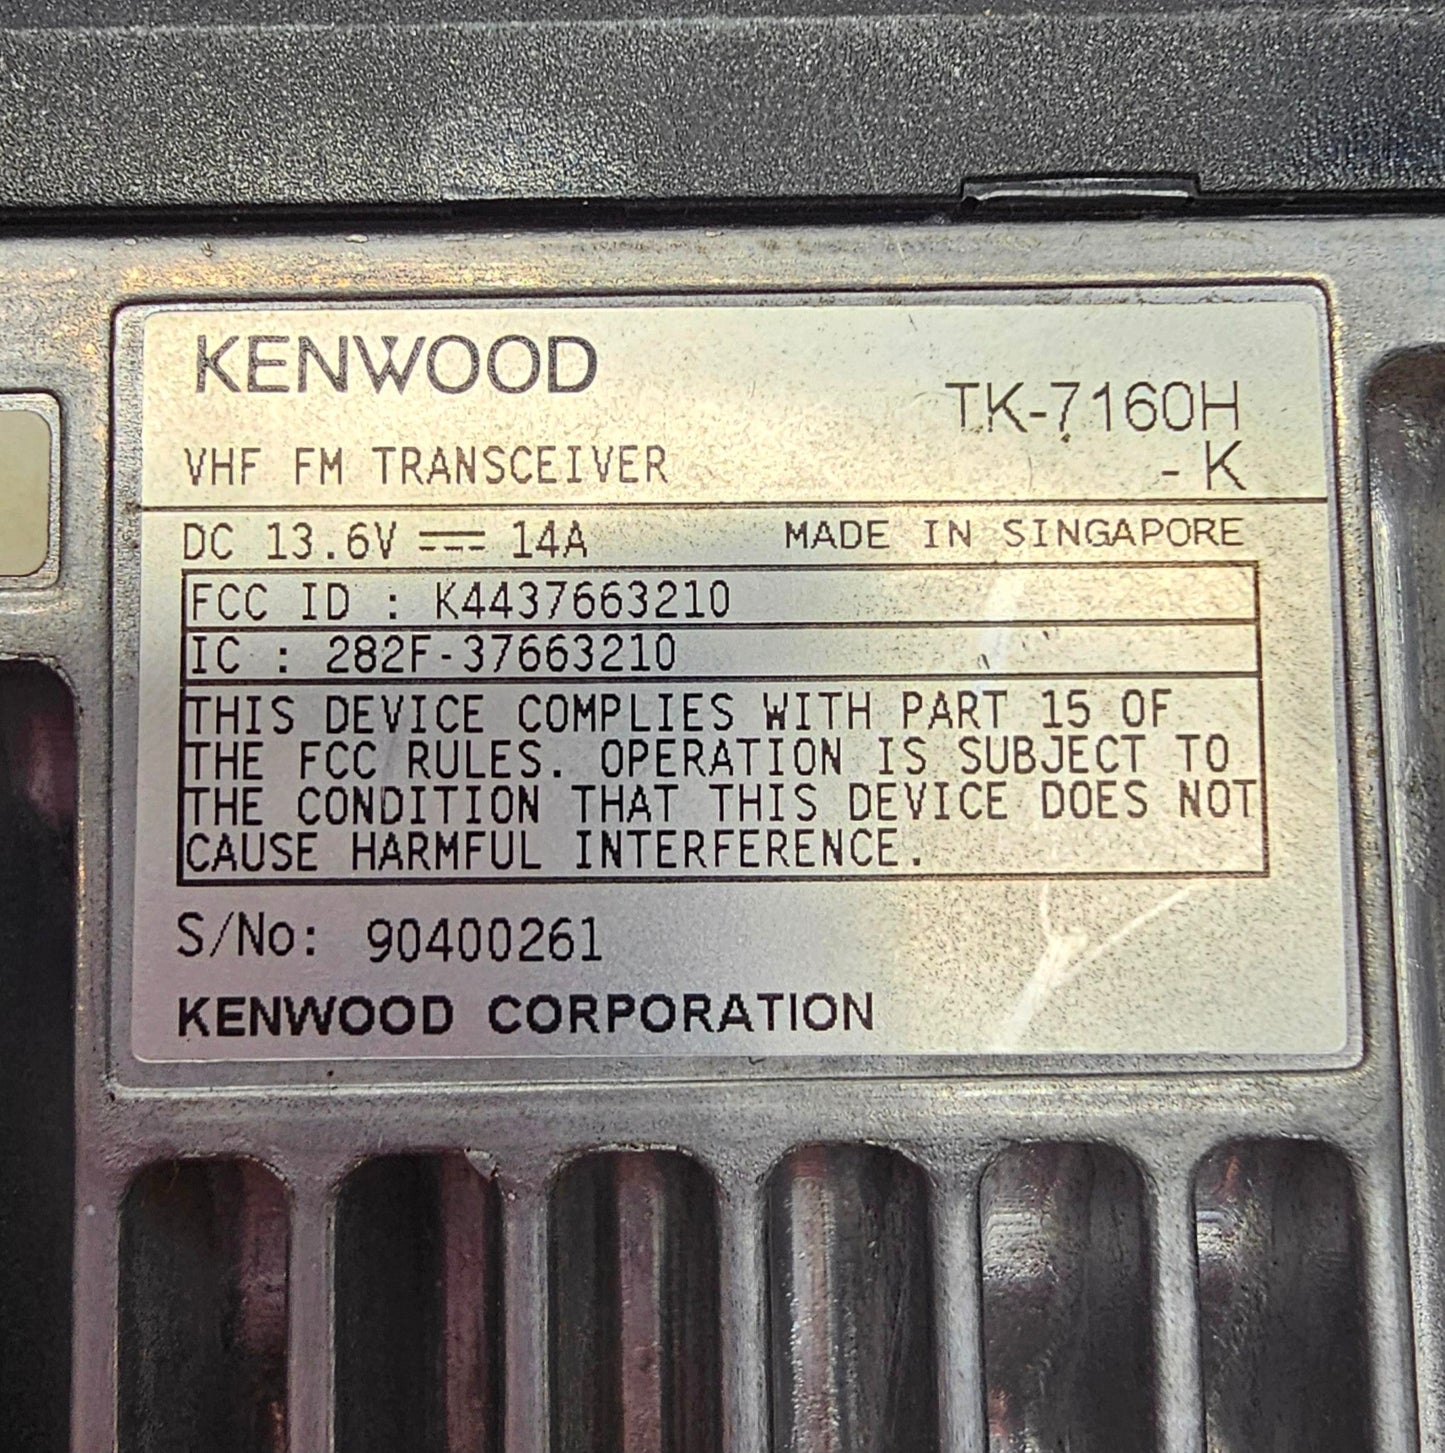 KENWOOD
TK-7160H
VHF FM TRANSCEIVER
- K
DC 13.6V ⎓ 14A
MADE IN SINGAPORE
FCC ID : K4437663210
IC : 282F-37663210
THIS DEVICE COMPLIES WITH PART 15 OF
THE FCC RULES. OPERATION IS SUBJECT TO
THE CONDITION THAT THIS DEVICE DOES NOT
CAUSE HARMFUL INTERFERENCE.
S/No: 90400261
KENWOOD CORPORATION